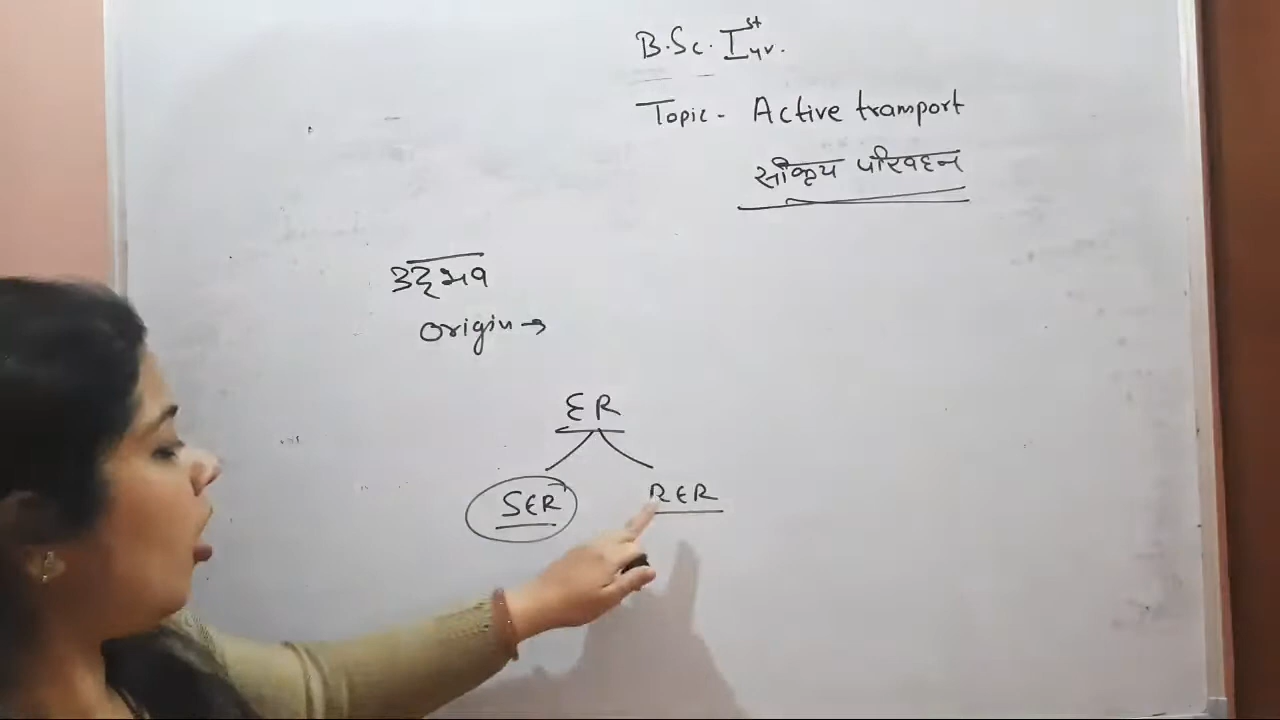 B.Sc. Ist yr.
Topic - Active transport
सक्रिय परिवहन
उद्भव
Origin →
ER
SER RER